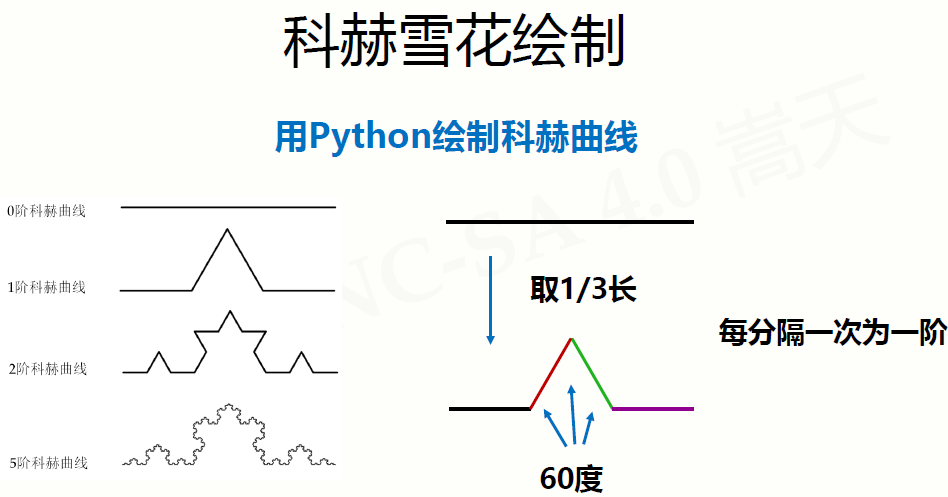 科赫雪花绘制
用Python绘制科赫曲线
NC-SA 4.0 嵩天
0阶科赫曲线
1阶科赫曲线
2阶科赫曲线
5阶科赫曲线
取1/3长
每分隔一次为一阶
60度